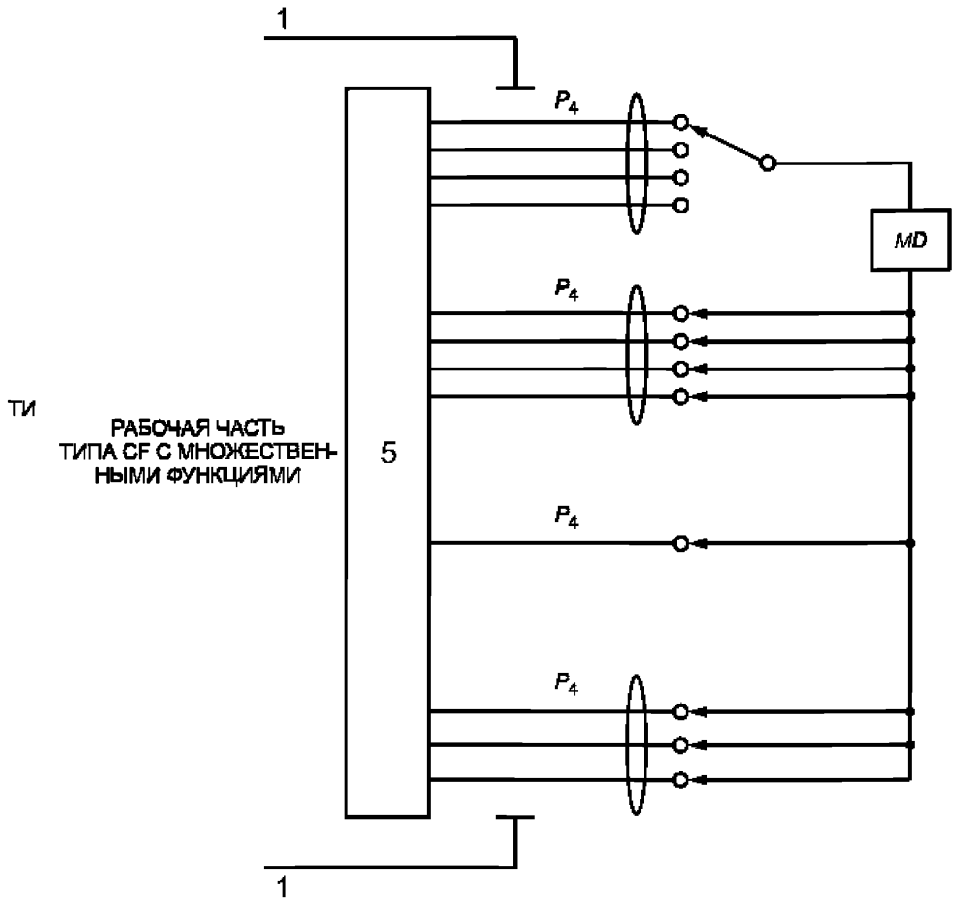 1
P4
MD
P4
ТИ
РАБОЧАЯ ЧАСТЬ
ТИПА CF С МНОЖЕСТВЕН-
НЫМИ ФУНКЦИЯМИ
5
P4
P4
1